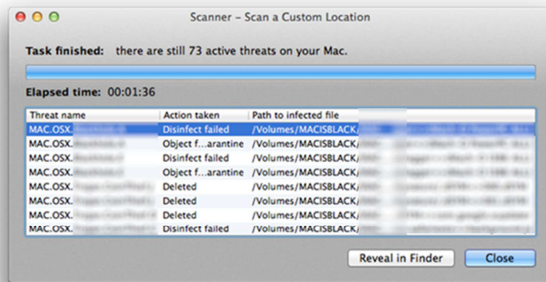 Scanner – Scan a Custom Location
Task finished: there are still 73 active threats on your Mac.
Elapsed time: 00:01:36
Threat name Action taken Path to infected file
MAC.OSX. Disinfect failed /Volumes/MACISBLACK/
MAC.OSX. Object f...arantine /Volumes/MACISBLACK/
MAC.OSX. Disinfect failed /Volumes/MACISBLACK/
MAC.OSX. Object f...arantine /Volumes/MACISBLACK/
MAC.OSX. Deleted /Volumes/MACISBLACK/
MAC.OSX. Deleted /Volumes/MACISBLACK/
MAC.OSX. Deleted /Volumes/MACISBLACK/
MAC.OSX. Disinfect failed /Volumes/MACISBLACK/
Reveal in Finder Close